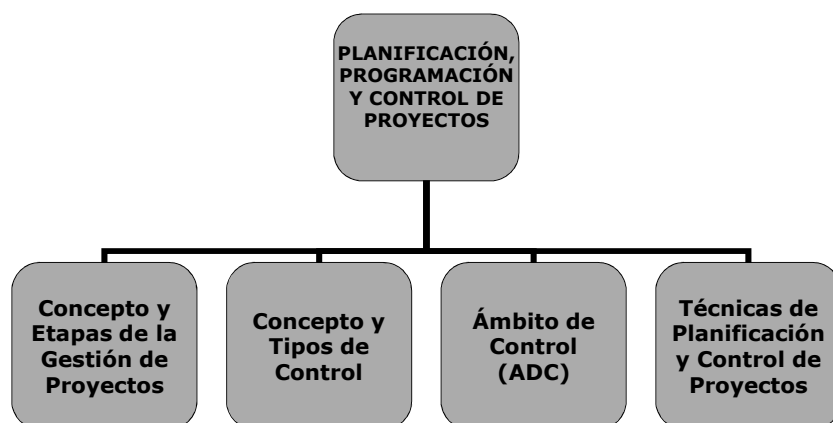 PLANIFICACIÓN,
PROGRAMACIÓN
Y CONTROL DE
PROYECTOS
Concepto y
Etapas de la
Gestión de
Proyectos
Concepto y
Tipos de
Control
Ámbito de
Control
(ADC)
Técnicas de
Planificación
y Control de
Proyectos